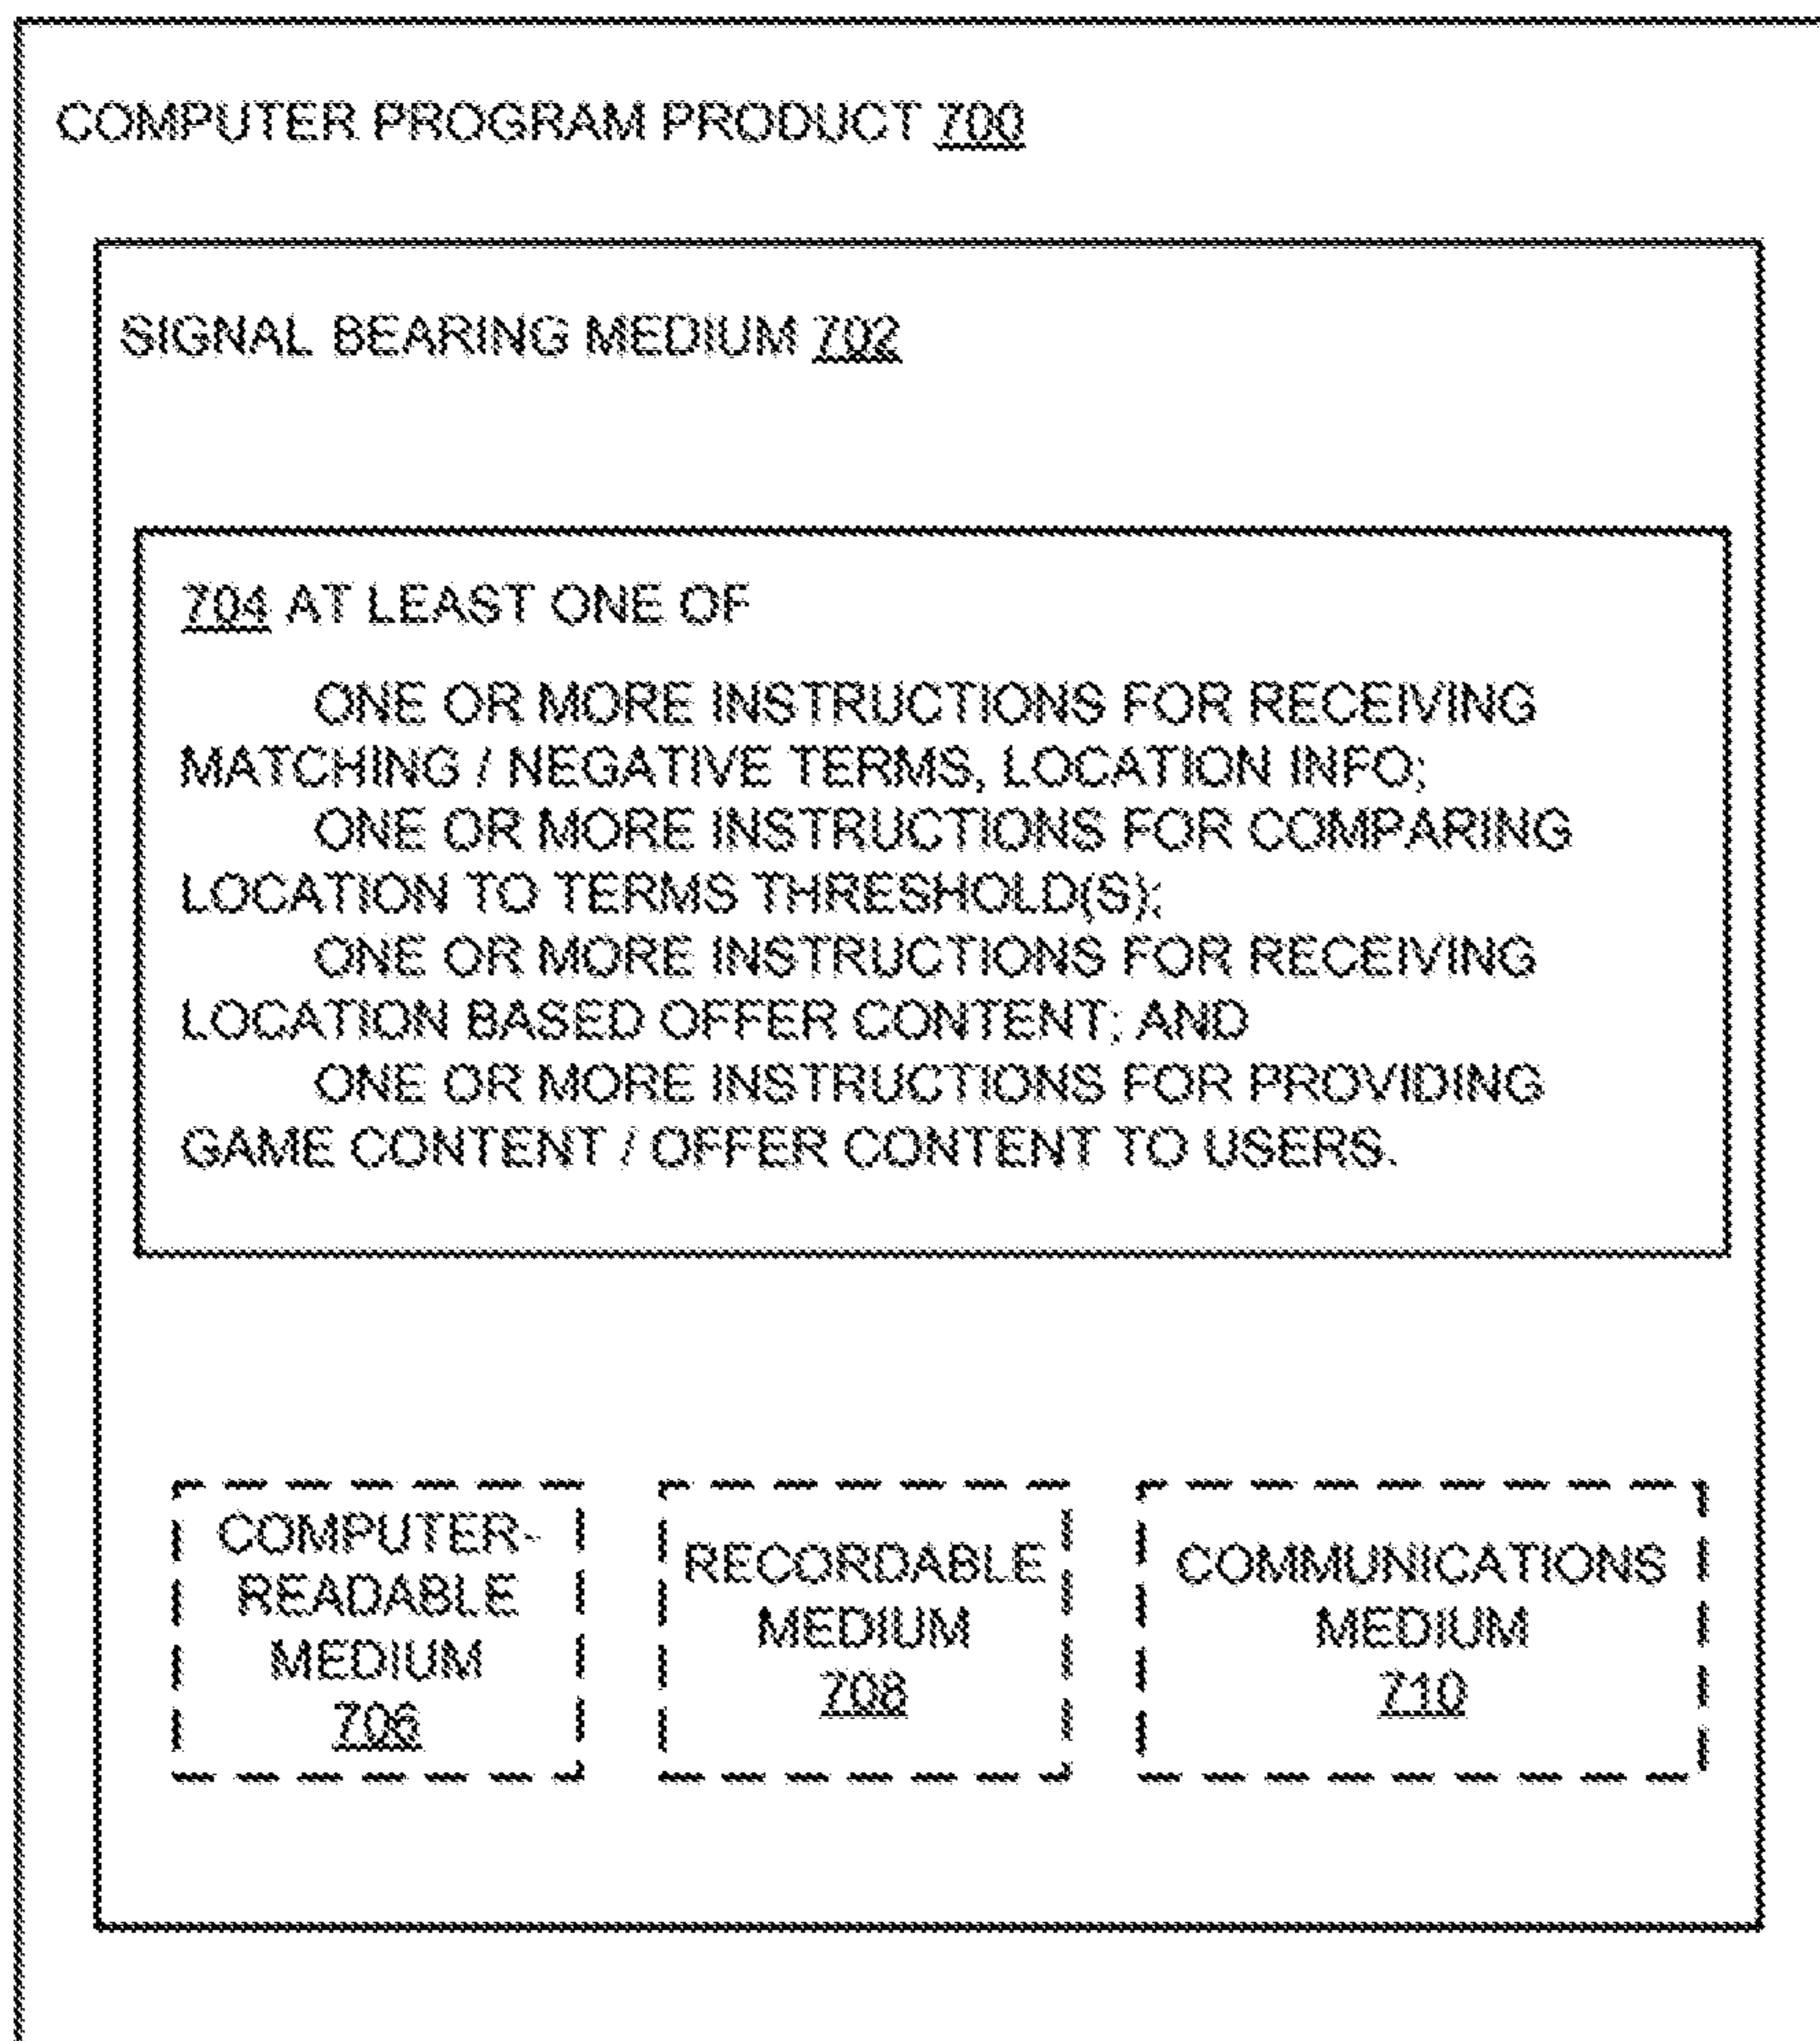 COMPUTER PROGRAM PRODUCT 700
SIGNAL BEARING MEDIUM 702
704 AT LEAST ONE OF
ONE OR MORE INSTRUCTIONS FOR RECEIVING
MATCHING / NEGATIVE TERMS, LOCATION INFO;
ONE OR MORE INSTRUCTIONS FOR COMPARING
LOCATION TO TERMS THRESHOLD(S);
ONE OR MORE INSTRUCTIONS FOR RECEIVING
LOCATION BASED OFFER CONTENT; AND
ONE OR MORE INSTRUCTIONS FOR PROVIDING
GAME CONTENT / OFFER CONTENT TO USERS.
COMPUTER-
READABLE
MEDIUM
706
RECORDABLE
MEDIUM
708
COMMUNICATIONS
MEDIUM
710